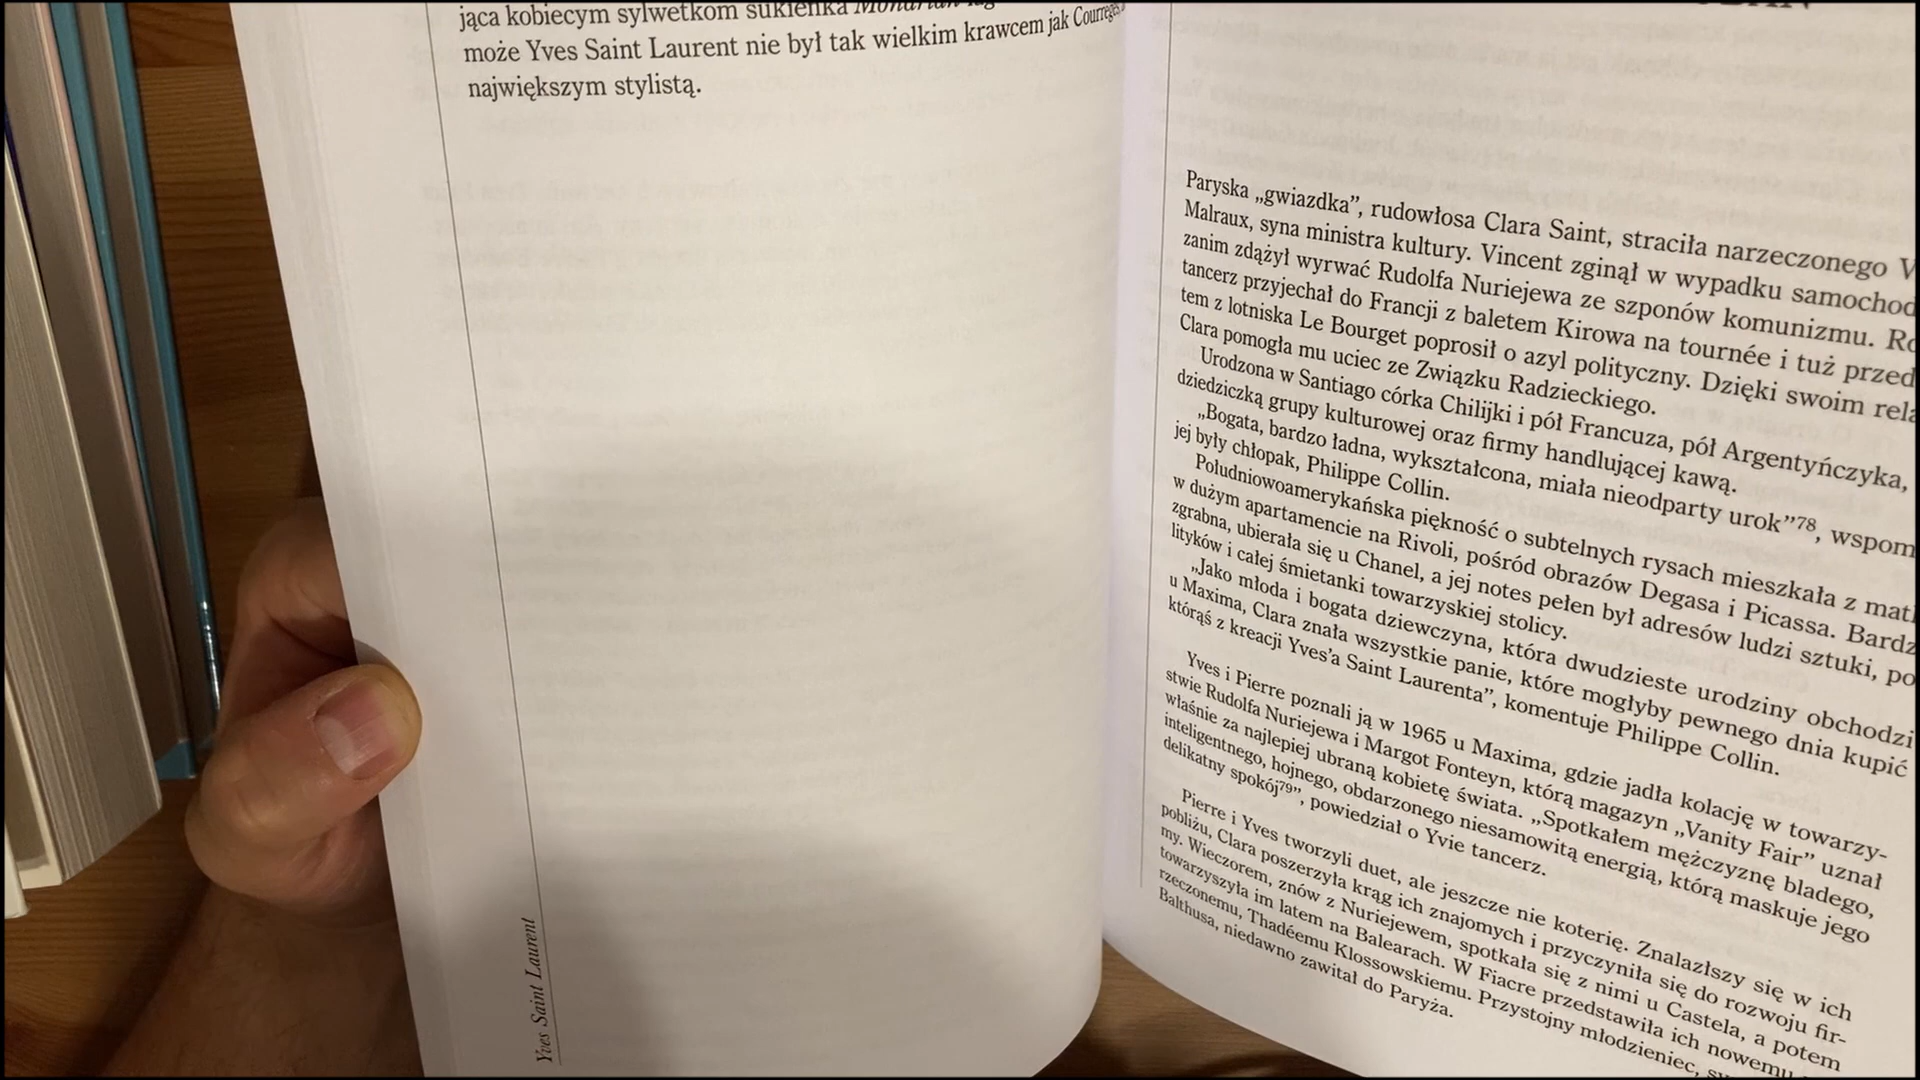 jąca kobiecym sylwetkom sukienka Mondrian
może Yves Saint Laurent nie był tak wielkim krawcem jak Courrèges,
największym stylistą.
Yves Saint Laurent
Paryska „gwiazdka”, rudowłosa Clara Saint, straciła narzeczonego V
Malraux, syna ministra kultury. Vincent zginął w wypadku samochod
zanim zdążył wyrwać Rudolfa Nuriejewa ze szponów komunizmu. Ro
tancerz przyjechał do Francji z baletem Kirowa na tournée i tuż przed
tem z lotniska Le Bourget poprosił o azyl polityczny. Dzięki swoim rela
Clara pomogła mu uciec ze Związku Radzieckiego.
Urodzona w Santiago córka Chilijki i pół Francuza, pół Argentyńczyka,
dziedziczką grupy kulturowej oraz firmy handlującej kawą.
„Bogata, bardzo ładna, wykształcona, miała nieodparty urok”78, wspom
jej były chłopak, Philippe Collin.
Południowoamerykańska piękność o subtelnych rysach mieszkała z matk
w dużym apartamencie na Rivoli, pośród obrazów Degasa i Picassa. Bardz
zgrabna, ubierała się u Chanel, a jej notes pełen był adresów ludzi sztuki, po
lityków i całej śmietanki towarzyskiej stolicy.
„Jako młoda i bogata dziewczyna, która dwudzieste urodziny obchodzi
u Maxima, Clara znała wszystkie panie, które mogłyby pewnego dnia kupić
którąś z kreacji Yves’a Saint Laurenta”, komentuje Philippe Collin.
Yves i Pierre poznali ją w 1965 u Maxima, gdzie jadła kolację w towarzy-
stwie Rudolfa Nuriejewa i Margot Fonteyn, którą magazyn „Vanity Fair” uznał
właśnie za najlepiej ubraną kobietę świata. „Spotkałem mężczyznę bladego,
inteligentnego, hojnego, obdarzonego niesamowitą energią, którą maskuje jego
delikatny spokój79”, powiedział o Yvie tancerz.
Pierre i Yves tworzyli duet, ale jeszcze nie koterię. Znalazłszy się w ich
pobliżu, Clara poszerzyła krąg ich znajomych i przyczyniła się do rozwoju fir-
my. Wieczorem, znów z Nuriejewem, spotkała się z nimi u Castela, a potem
towarzyszyła im latem na Balearach. W Fiacre przedstawiła ich nowemu
rzeczonemu, Thadéemu Klossowskiemu. Przystojny młodzieniec,
Balthusa, niedawno zawitał do Paryża.